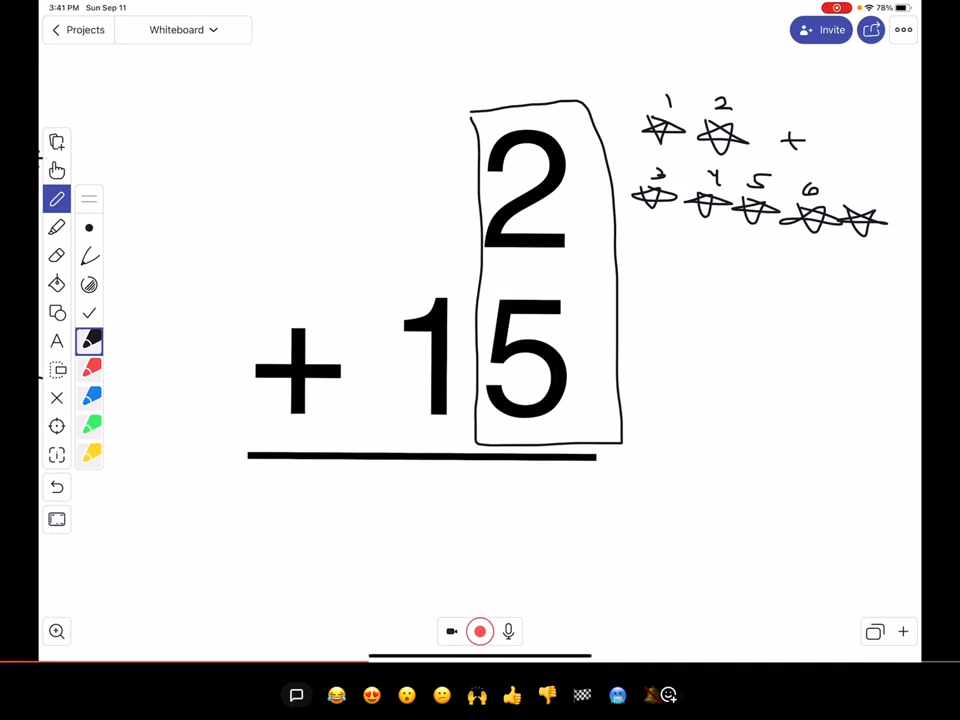 3:41 PM Sun Sep 11
78%
Projects
Whiteboard
Invite
1 2
+
3 4 5 6
2
+ 15
A